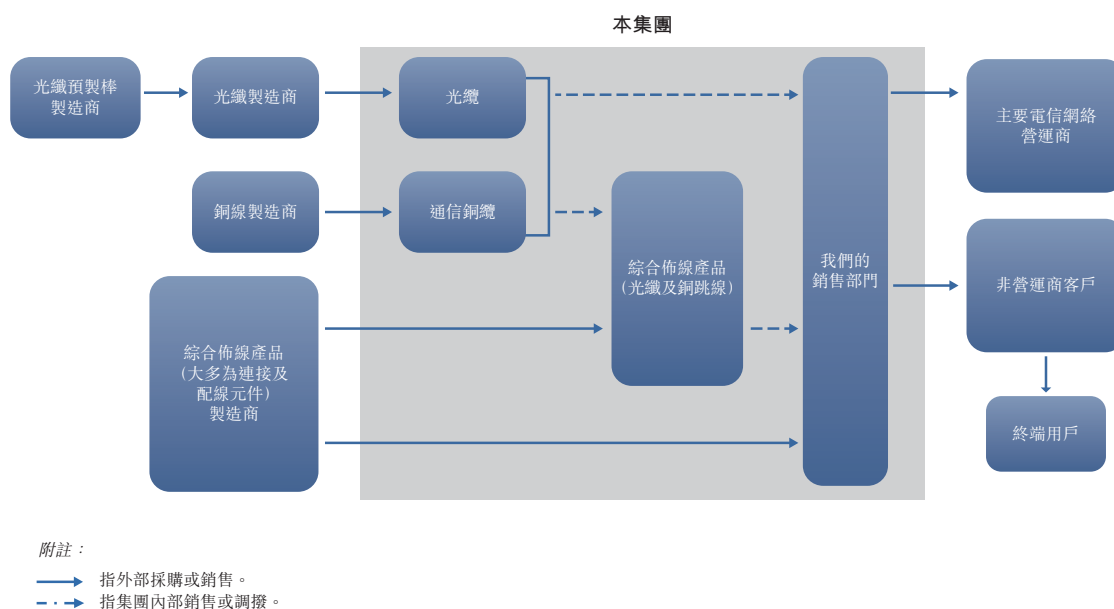 本集團
光纖預製棒
製造商
光纖製造商
光纜
主要電信網絡
營運商
銅線製造商
通信銅纜
綜合佈線產品
(光纖及銅跳線)
我們的
銷售部門
非營運商客戶
綜合佈線產品
(大多為連接及
配線元件)
製造商
終端用戶
附註：
指外部採購或銷售。
指集團內部銷售或調撥。